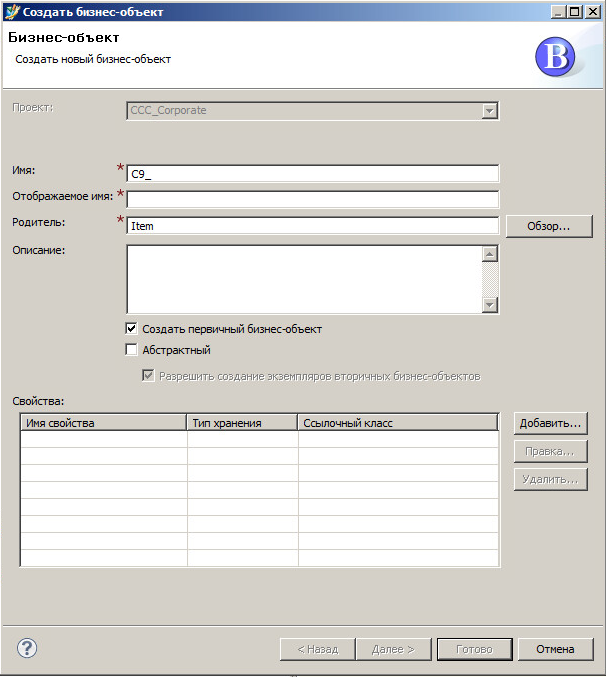 Создать бизнес-объект
Бизнес-объект
Создать новый бизнес-объект
B
Проект: CCC_Corporate
Имя: * C9_
Отображаемое имя: *
Родитель: * Item Обзор...
Описание:
Создать первичный бизнес-объект
Абстрактный
Разрешить создание экземпляров вторичных бизнес-объектов
Свойства:
Имя свойства Тип хранения Ссылочный класс Добавить...
Правка...
Удалить...
? < Назад Далее > Готово Отмена